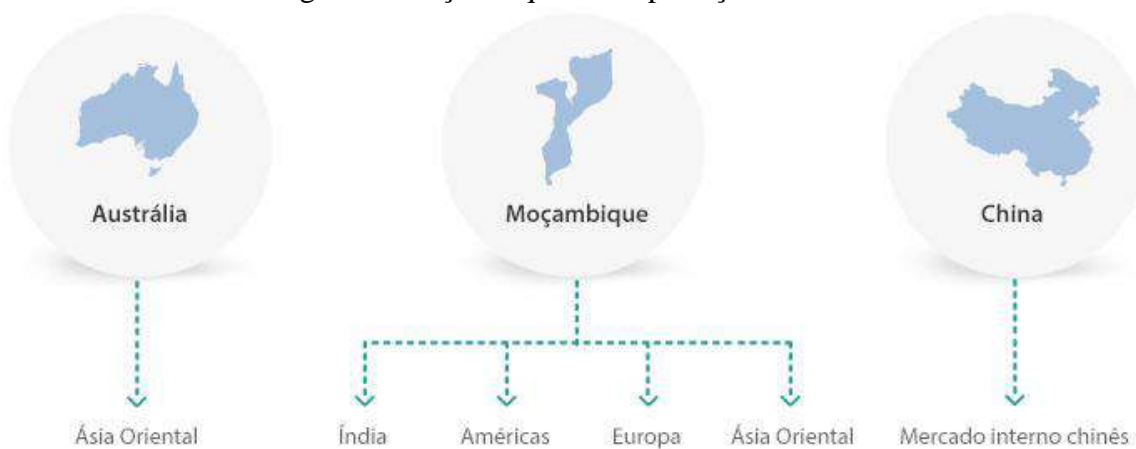 Austrália
Moçambique
China
Ásia Oriental
Índia
Américas
Europa
Ásia Oriental
Mercado interno chinês